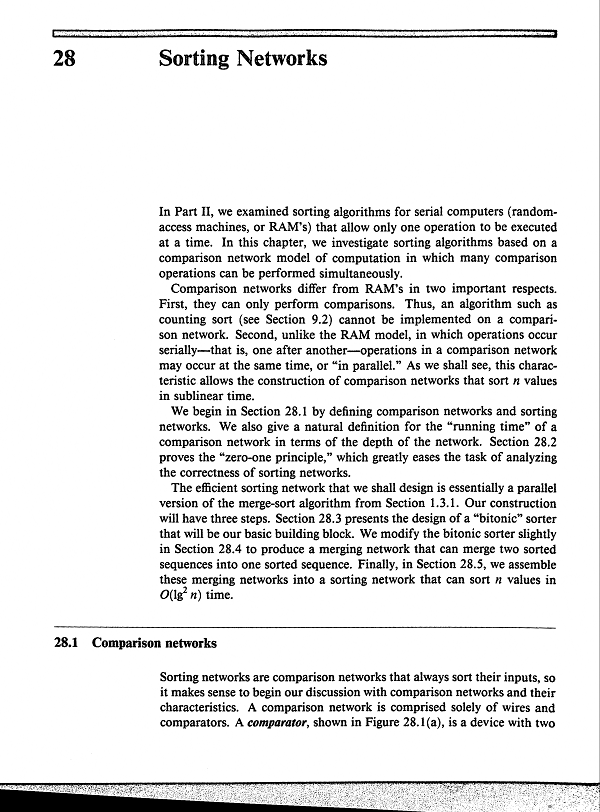 28 Sorting Networks
In Part II, we examined sorting algorithms for serial computers (random-
access machines, or RAM's) that allow only one operation to be executed
at a time. In this chapter, we investigate sorting algorithms based on a
comparison network model of computation in which many comparison
operations can be performed simultaneously.
Comparison networks differ from RAM's in two important respects.
First, they can only perform comparisons. Thus, an algorithm such as
counting sort (see Section 9.2) cannot be implemented on a compari-
son network. Second, unlike the RAM model, in which operations occur
serially—that is, one after another—operations in a comparison network
may occur at the same time, or “in parallel.” As we shall see, this charac-
teristic allows the construction of comparison networks that sort n values
in sublinear time.
We begin in Section 28.1 by defining comparison networks and sorting
networks. We also give a natural definition for the “running time” of a
comparison network in terms of the depth of the network. Section 28.2
proves the “zero-one principle,” which greatly eases the task of analyzing
the correctness of sorting networks.
The efficient sorting network that we shall design is essentially a parallel
version of the merge-sort algorithm from Section 1.3.1. Our construction
will have three steps. Section 28.3 presents the design of a “bitonic” sorter
that will be our basic building block. We modify the bitonic sorter slightly
in Section 28.4 to produce a merging network that can merge two sorted
sequences into one sorted sequence. Finally, in Section 28.5, we assemble
these merging networks into a sorting network that can sort n values in
O(lg² n) time.
28.1 Comparison networks
Sorting networks are comparison networks that always sort their inputs, so
it makes sense to begin our discussion with comparison networks and their
characteristics. A comparison network is comprised solely of wires and
comparators. A comparator, shown in Figure 28.1(a), is a device with two